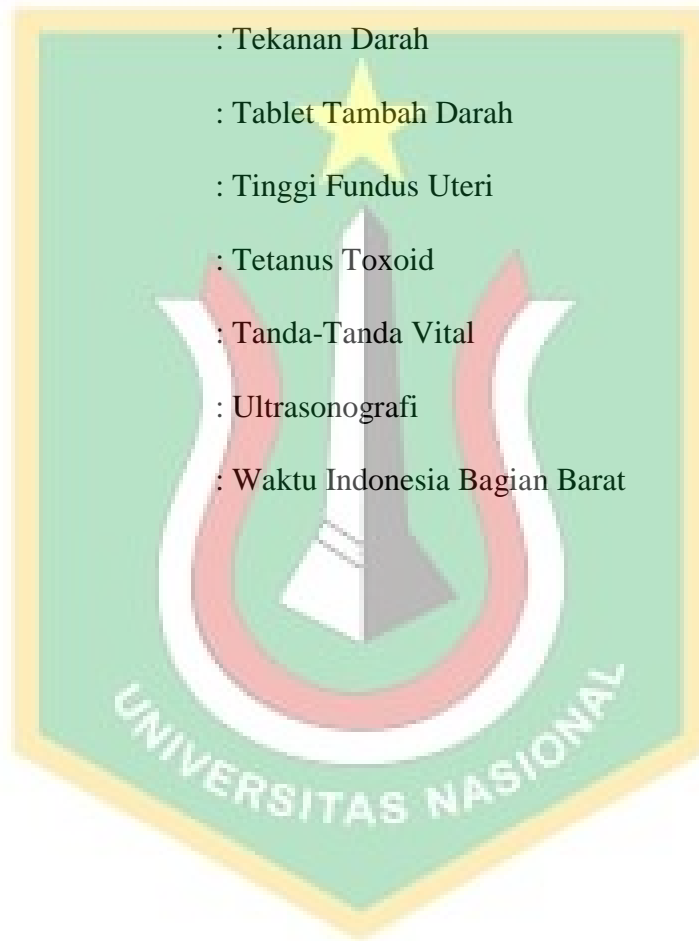 : Tekanan Darah
: Tablet Tambah Darah
: Tinggi Fundus Uteri
: Tetanus Toxoid
: Tanda-Tanda Vital
: Ultrasonografi
: Waktu Indonesia Bagian Barat
UNIVERSITAS NASIONAL